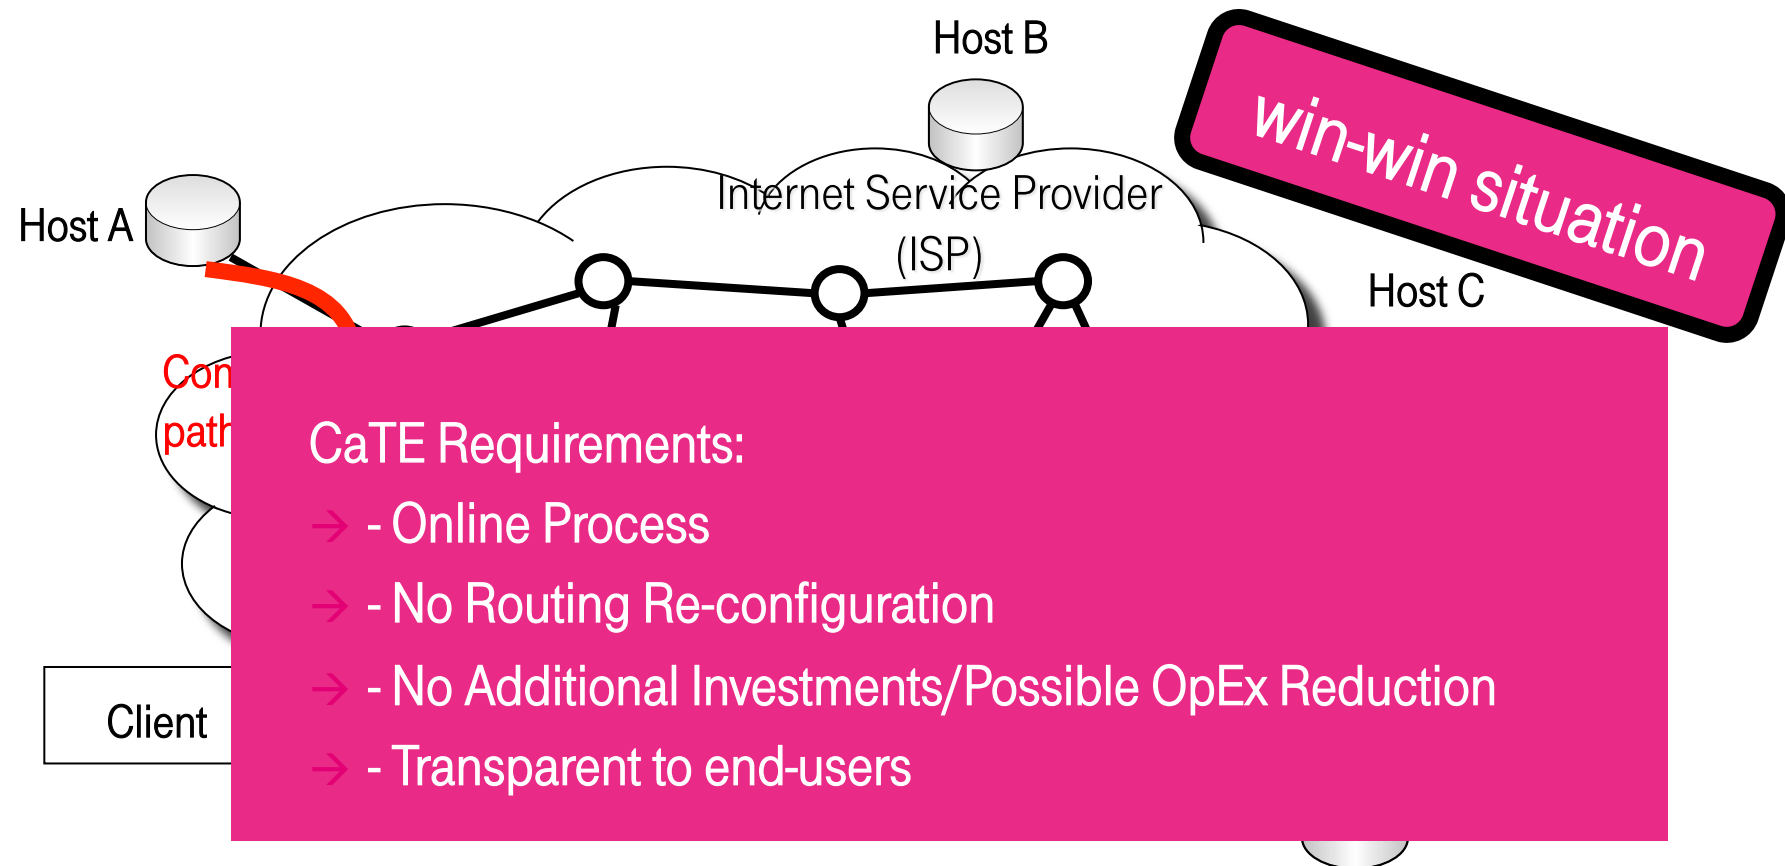 Host B
win-win situation
Internet Service Provider
(ISP)
Host A
Host C
CaTE Requirements:
→ - Online Process
→ - No Routing Re-configuration
→ - No Additional Investments/Possible OpEx Reduction
→ - Transparent to end-users
Client